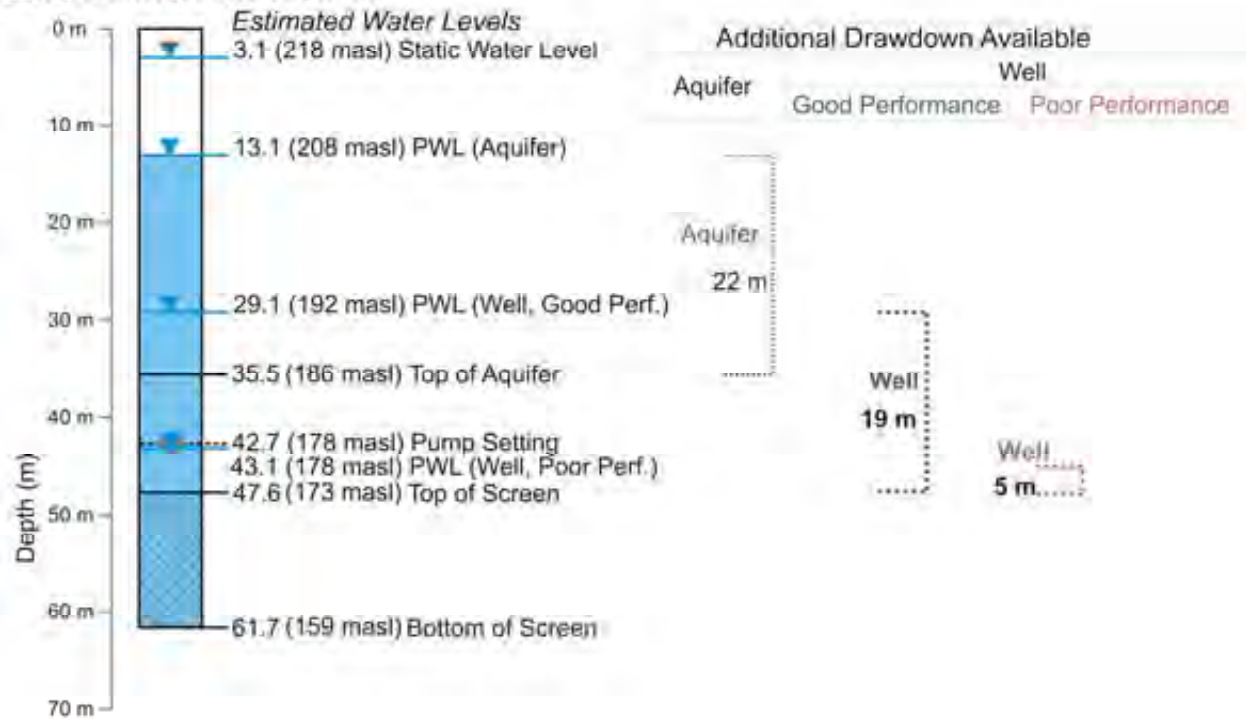 0 m
Estimated Water Levels
3.1 (218 masl) Static Water Level
10 m
13.1 (208 masl) PWL (Aquifer)
20 m
29.1 (192 masl) PWL (Well, Good Perf.)
30 m
35.5 (186 masl) Top of Aquifer
40 m
42.7 (178 masl) Pump Setting
43.1 (178 masl) PWL (Well, Poor Perf.)
47.6 (173 masl) Top of Screen
50 m
60 m
61.7 (159 masl) Bottom of Screen
70 m
Depth (m)
Additional Drawdown Available
Aquifer
Well
Good Performance
Poor Performance
Aquifer
22 m
Well
19 m
Well
5 m